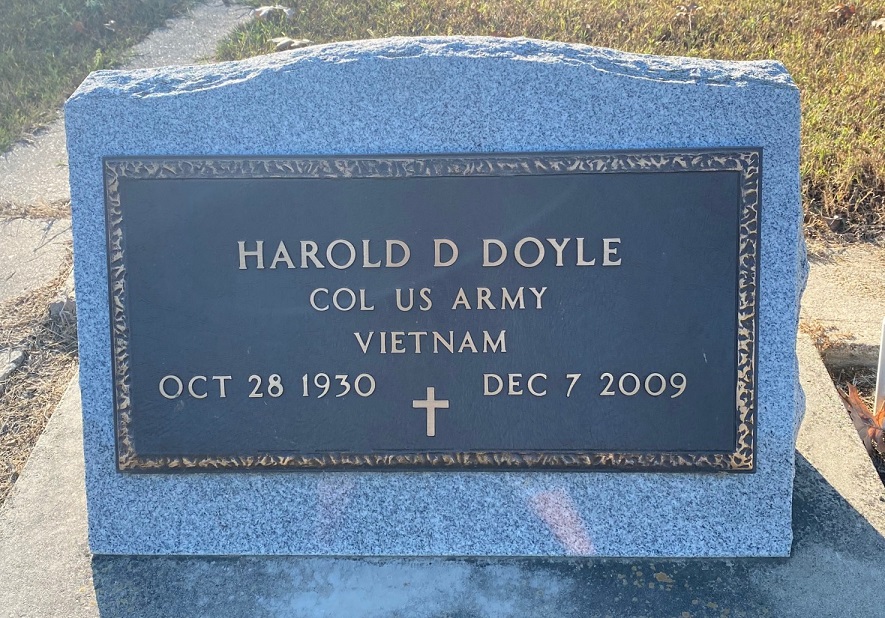 HAROLD D DOYLE
COL US ARMY
VIETNAM
OCT 28 1930 DEC 7 2009